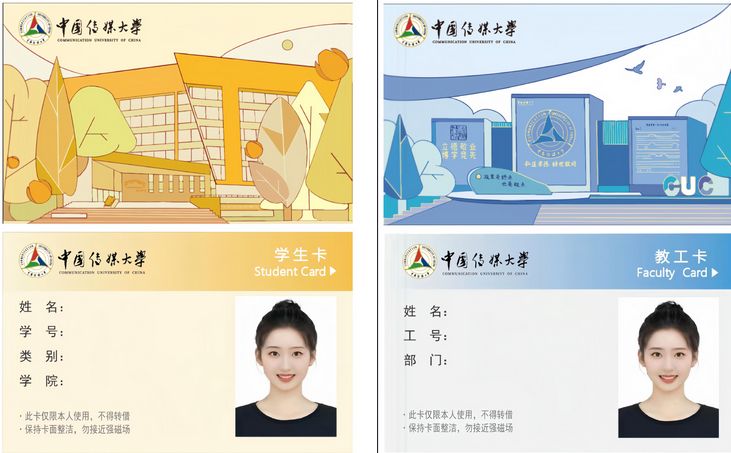 中国传媒大学
COMMUNICATION UNIVERSITY OF CHINA
中国传媒大学
COMMUNICATION UNIVERSITY OF CHINA
立德敬业
博学竞先
CUC
中国传媒大学
COMMUNICATION UNIVERSITY OF CHINA
学生卡
Student Card
姓 名：
学 号：
类 别：
学 院：
· 此卡仅限本人使用，不得转借
· 保持卡面整洁，勿接近强磁场
中国传媒大学
COMMUNICATION UNIVERSITY OF CHINA
教工卡
Faculty Card
姓 名：
工 号：
部 门：
· 此卡仅限本人使用，不得转借
· 保持卡面整洁，勿接近强磁场